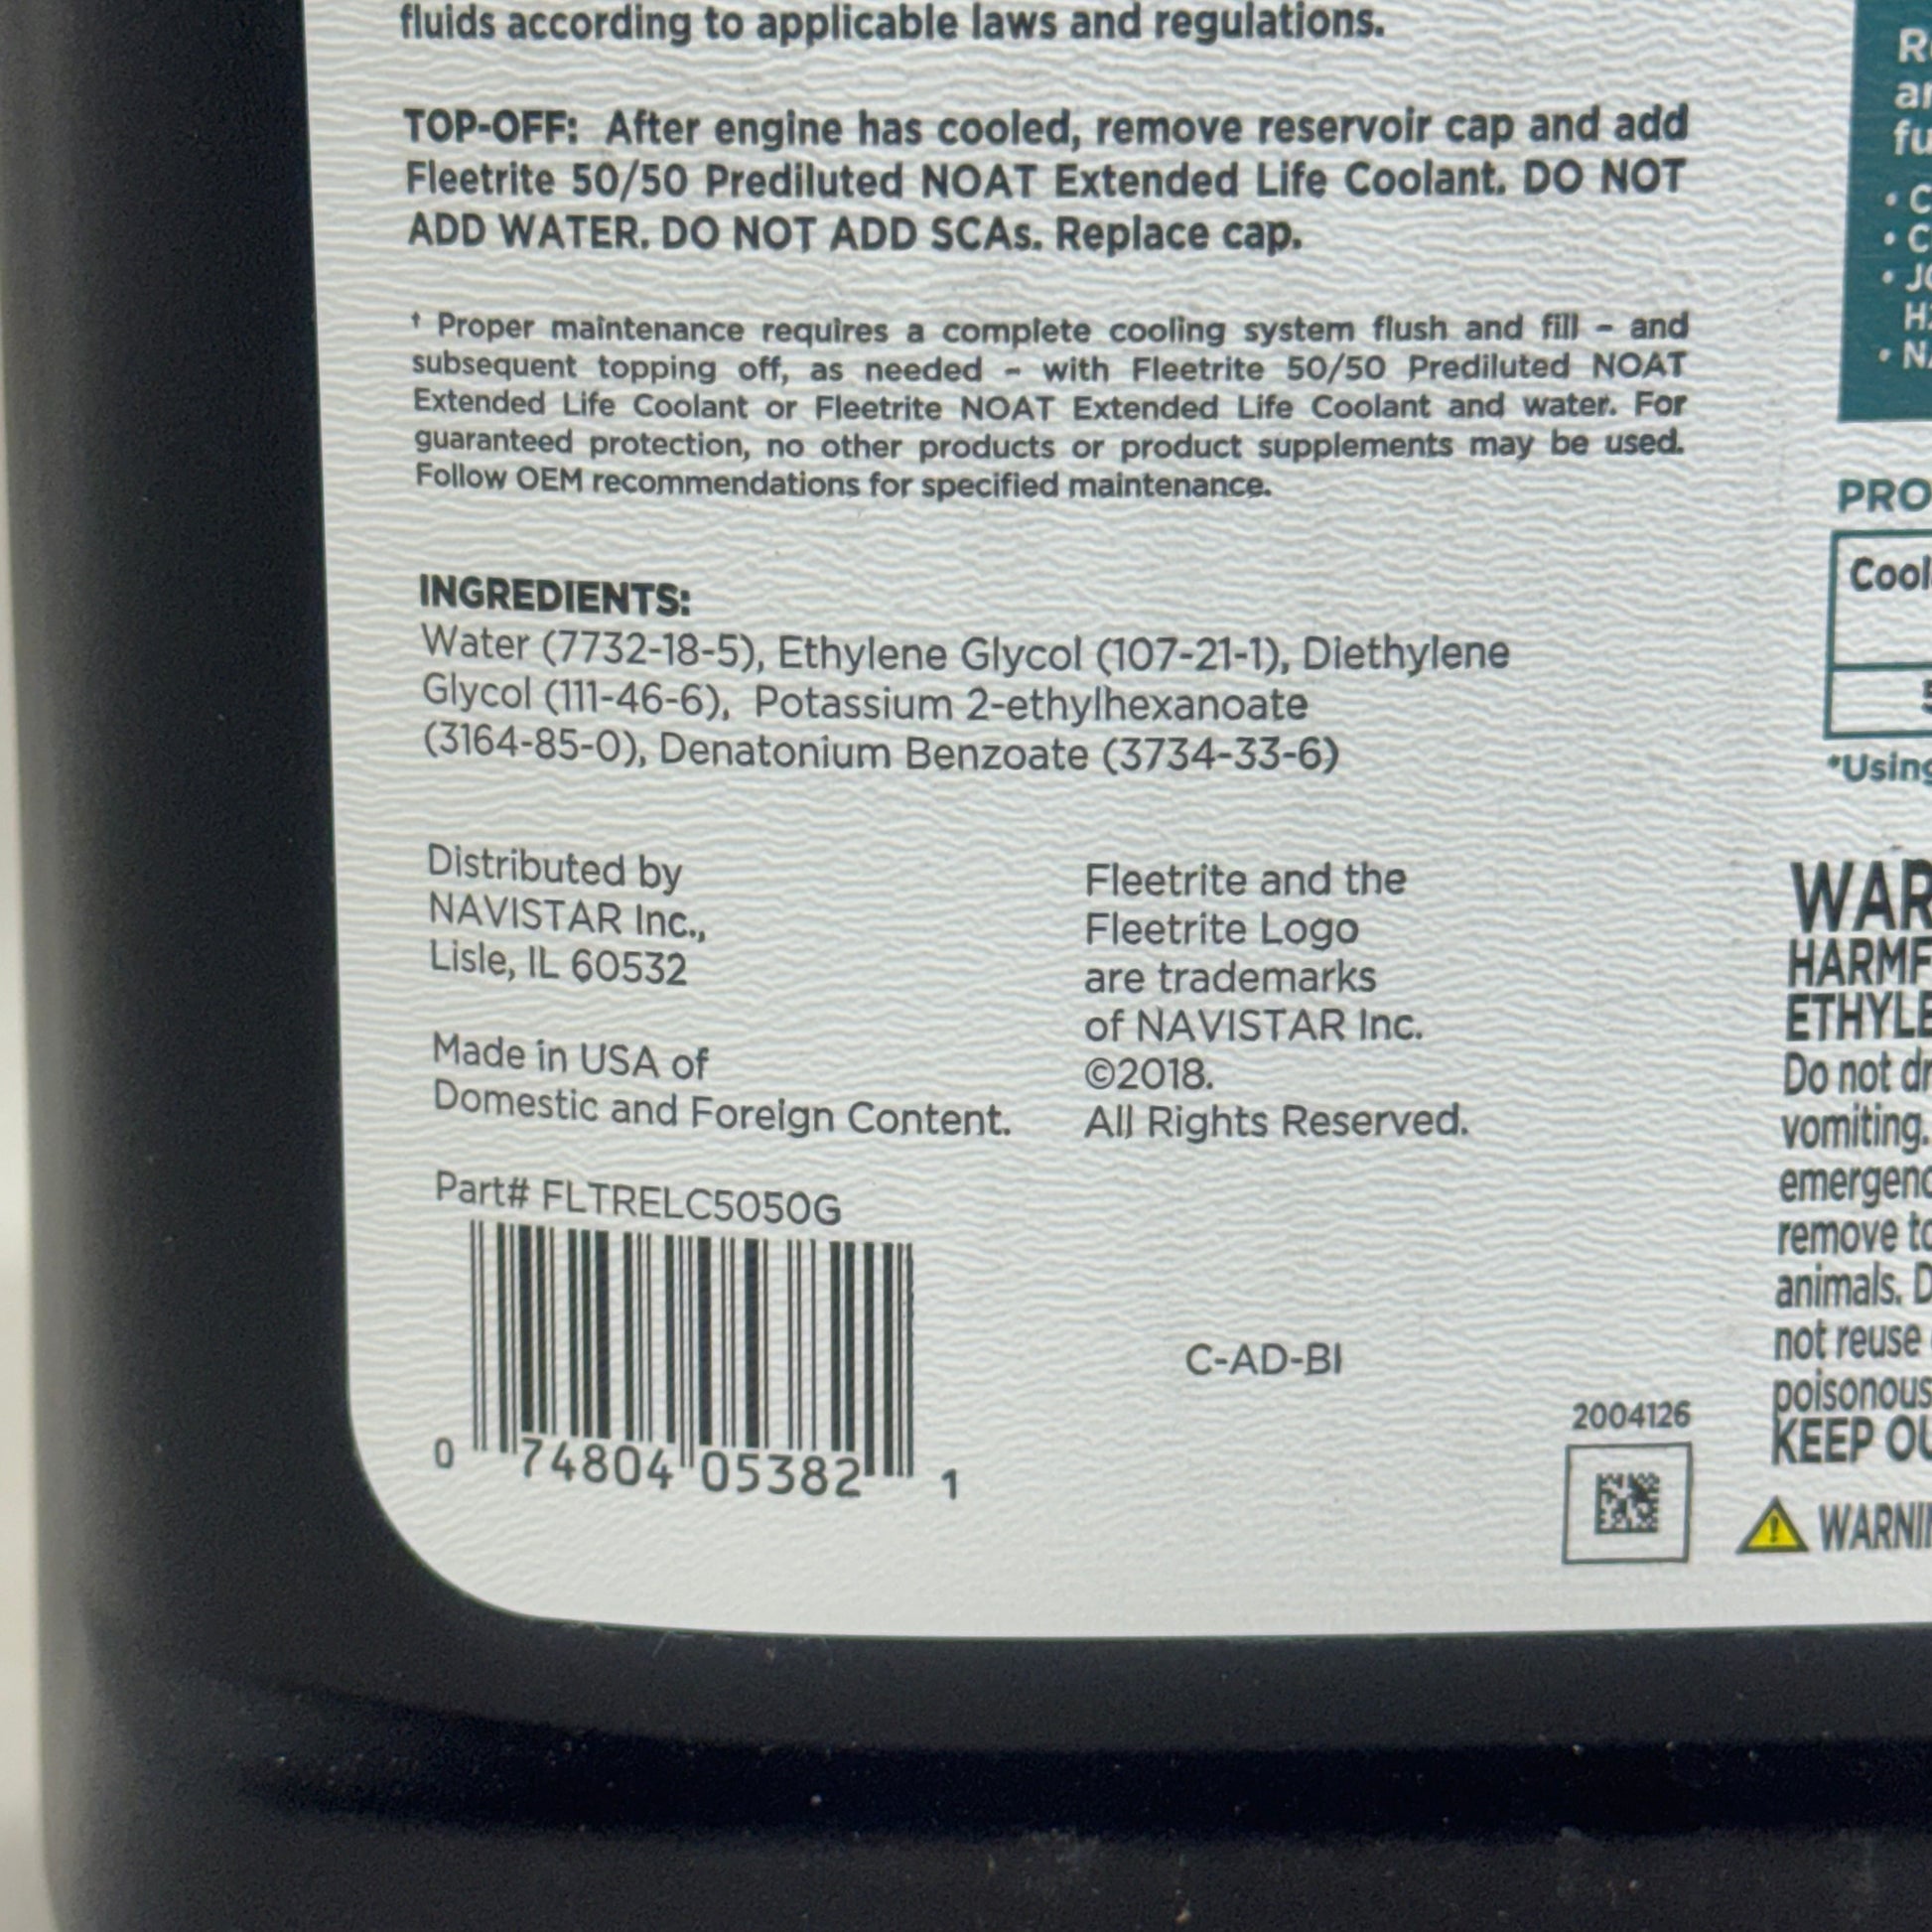 fluids according to applicable laws and regulations.
TOP-OFF: After engine has cooled, remove reservoir cap and add
Fleetrite 50/50 Prediluted NOAT Extended Life Coolant. DO NOT
ADD WATER. DO NOT ADD SCAs. Replace cap.
† Proper maintenance requires a complete cooling system flush and fill – and
subsequent topping off, as needed – with Fleetrite 50/50 Prediluted NOAT
Extended Life Coolant or Fleetrite NOAT Extended Life Coolant and water. For
guaranteed protection, no other products or product supplements may be used.
Follow OEM recommendations for specified maintenance.
INGREDIENTS:
Water (7732-18-5), Ethylene Glycol (107-21-1), Diethylene
Glycol (111-46-6), Potassium 2-ethylhexanoate
(3164-85-0), Denatonium Benzoate (3734-33-6)
Distributed by
NAVISTAR Inc.,
Lisle, IL 60532
Made in USA of
Domestic and Foreign Content.
Fleetrite and the
Fleetrite Logo
are trademarks
of NAVISTAR Inc.
©2018.
All Rights Reserved.
Part# FLTRELC5050G
0 74804 05382 1
C-AD-BI
2004126
PRO
Cool
*Using
WAR
HARMF
ETHYLE
Do not dr
vomiting.
emergenc
remove to
animals. D
not reuse
poisonous
KEEP OU
WARNI